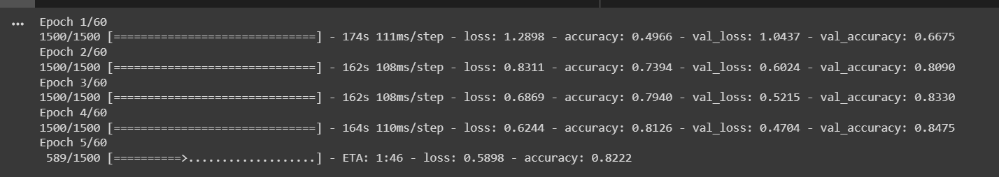 ... Epoch 1/60
1500/1500 [==============================] - 174s 111ms/step - loss: 1.2898 - accuracy: 0.4966 - val_loss: 1.0437 - val_accuracy: 0.6675
Epoch 2/60
1500/1500 [==============================] - 162s 108ms/step - loss: 0.8311 - accuracy: 0.7394 - val_loss: 0.6024 - val_accuracy: 0.8090
Epoch 3/60
1500/1500 [==============================] - 162s 108ms/step - loss: 0.6869 - accuracy: 0.7940 - val_loss: 0.5215 - val_accuracy: 0.8330
Epoch 4/60
1500/1500 [==============================] - 164s 110ms/step - loss: 0.6244 - accuracy: 0.8126 - val_loss: 0.4704 - val_accuracy: 0.8475
Epoch 5/60
589/1500 [==========>...................] - ETA: 1:46 - loss: 0.5898 - accuracy: 0.8222